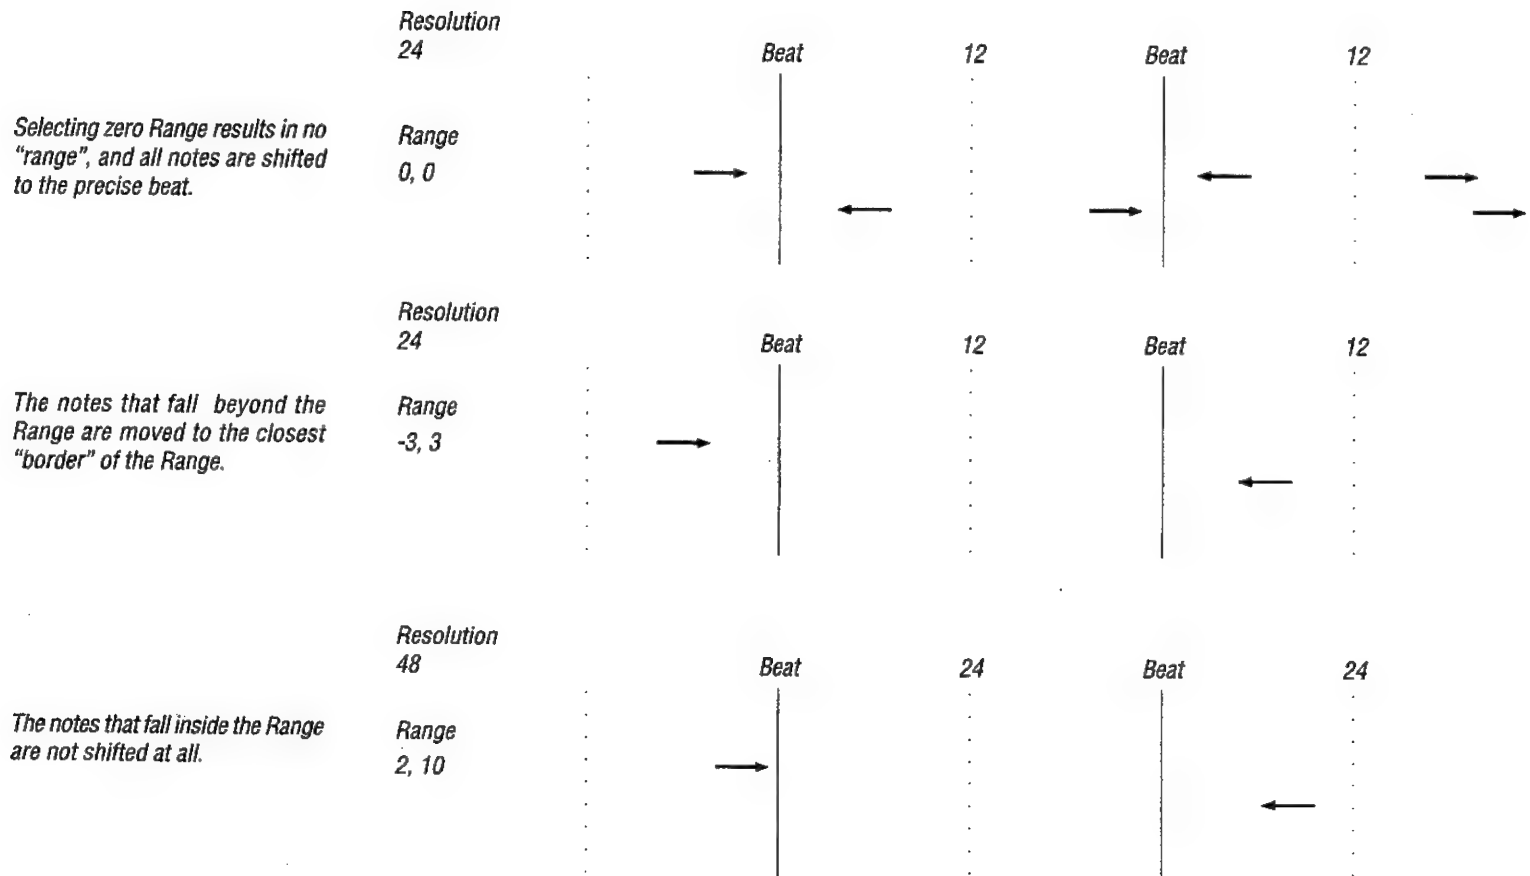 Resolution
24
Beat 12 Beat 12
Selecting zero Range results in no
"range", and all notes are shifted
to the precise beat.
Range
0, 0
Resolution
24
Beat 12 Beat 12
The notes that fall beyond the
Range are moved to the closest
"border" of the Range.
Range
-3, 3
Resolution
48
Beat 24 Beat 24
The notes that fall inside the Range
are not shifted at all.
Range
2, 10